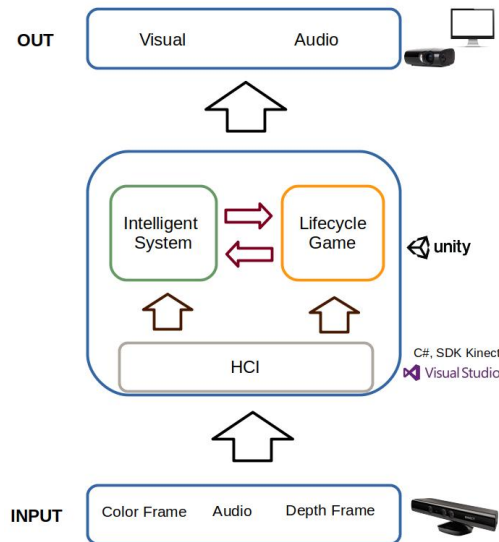 OUT
Visual
Audio
Intelligent
System
Lifecycle
Game
unity
HCI
C#, SDK Kinect
Visual Studio
INPUT
Color Frame
Audio
Depth Frame